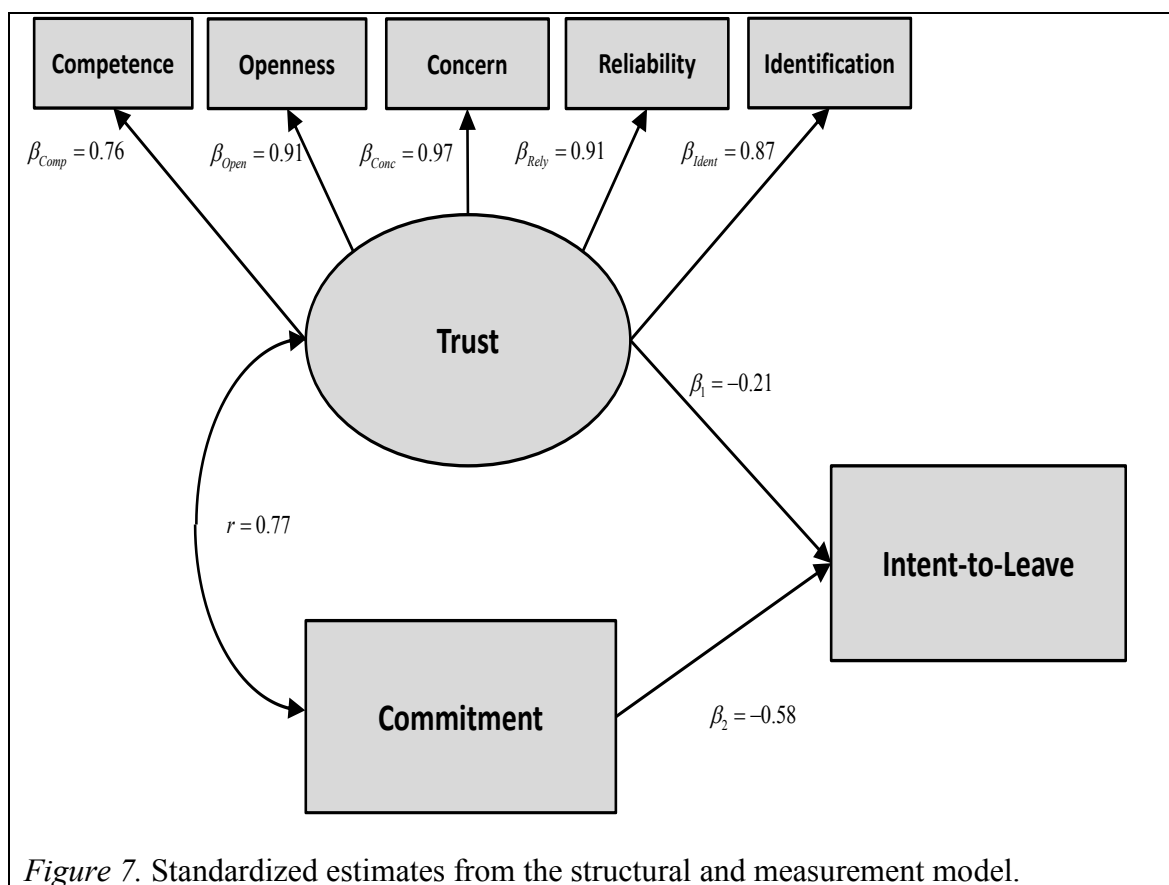 Competence
Openness
Concern
Reliability
Identification
β_Comp = 0.76
β_Open = 0.91
β_Conc = 0.97
β_Rely = 0.91
β_Ident = 0.87
Trust
β₁ = −0.21
r = 0.77
Intent-to-Leave
Commitment
β₂ = −0.58
Figure 7. Standardized estimates from the structural and measurement model.